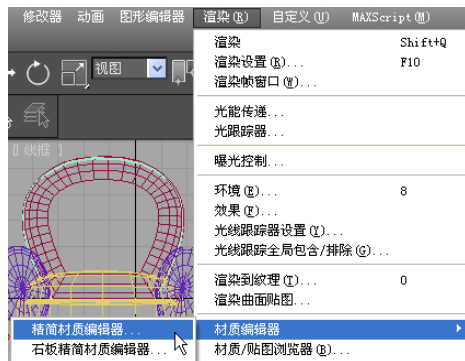 修改器 动画 图形编辑器 渲染(R) 自定义(U) MAXScript(M)
视图
渲染 Shift+Q
渲染设置(R)... F10
渲染帧窗口(W)...
光能传递...
光跟踪器...
曝光控制...
线框 ]
环境(E)... 8
效果(F)...
光线跟踪器设置(Y)...
光线跟踪全局包含/排除(G)...
渲染到纹理(T)... 0
渲染曲面贴图...
精简材质编辑器... 材质编辑器
石板精简材质编辑器... 材质/贴图浏览器(B)...